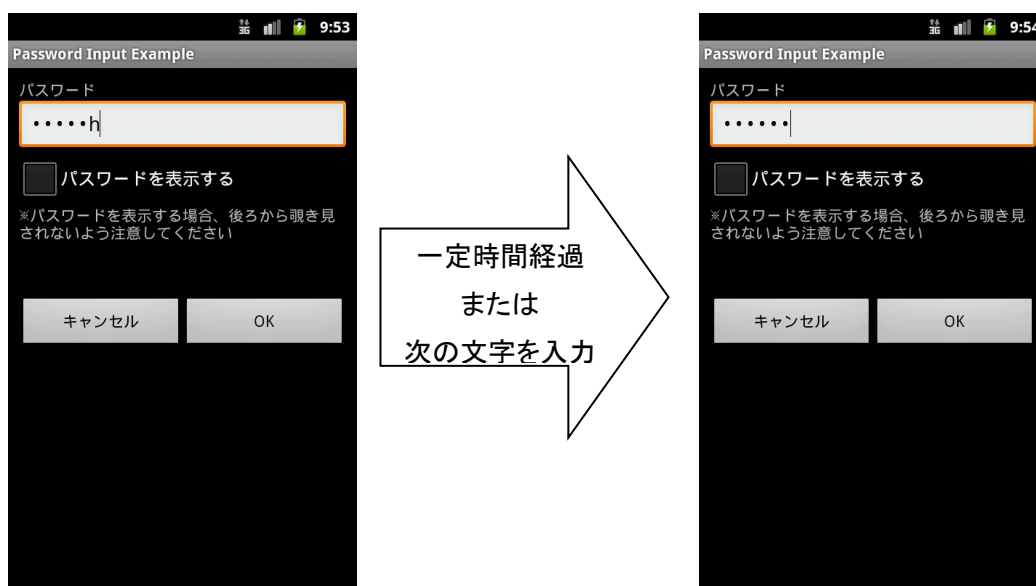 3G 9:53
Password Input Example
パスワード
•••••h
パスワードを表示する
※パスワードを表示する場合、後ろから覗き見
されないよう注意してください
キャンセル OK
一定時間経過
または
次の文字を入力
3G 9:54
Password Input Example
パスワード
••••••
パスワードを表示する
※パスワードを表示する場合、後ろから覗き見
されないよう注意してください
キャンセル OK